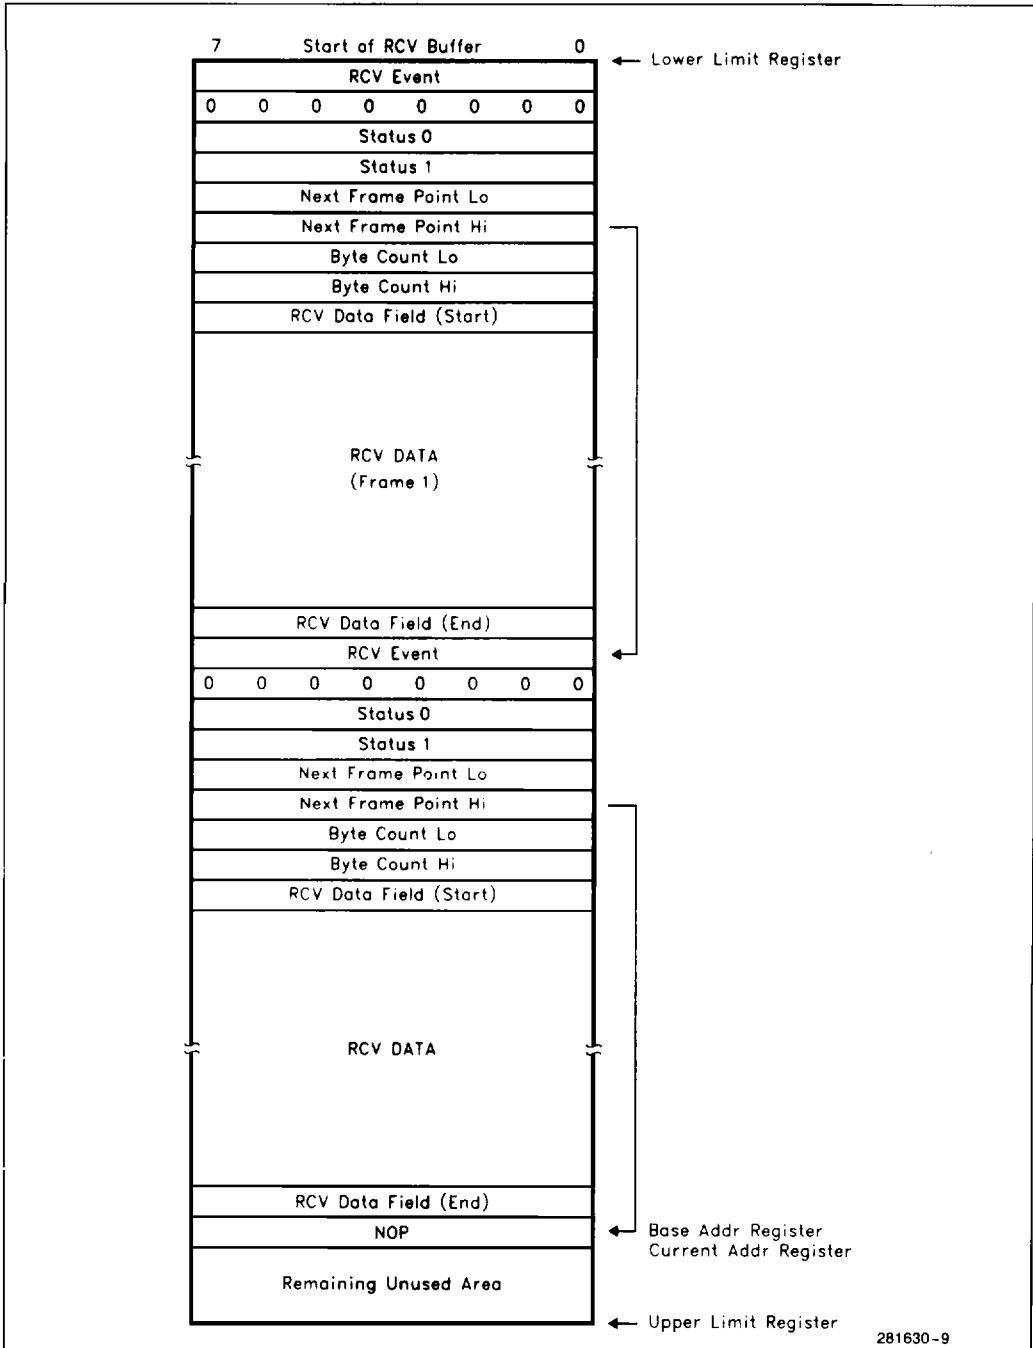 7 Start of RCV Buffer 0
Lower Limit Register
RCV Event
0 0 0 0 0 0 0 0
Status 0
Status 1
Next Frame Point Lo
Next Frame Point Hi
Byte Count Lo
Byte Count Hi
RCV Data Field (Start)
RCV DATA
(Frame 1)
RCV Data Field (End)
RCV Event
0 0 0 0 0 0 0 0
Status 0
Status 1
Next Frame Point Lo
Next Frame Point Hi
Byte Count Lo
Byte Count Hi
RCV Data Field (Start)
RCV DATA
RCV Data Field (End)
NOP
Base Addr Register
Current Addr Register
Remaining Unused Area
Upper Limit Register
281630-9